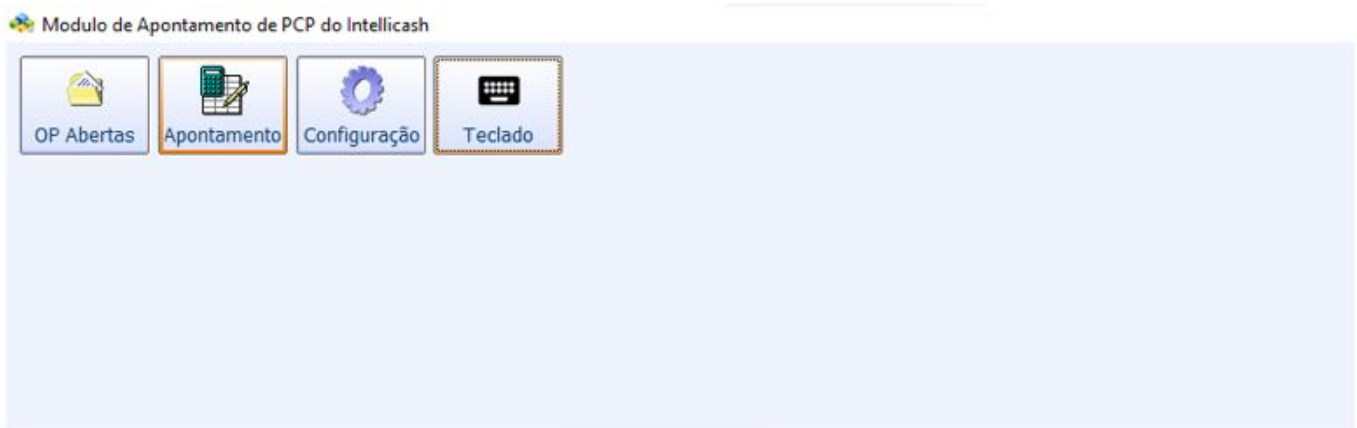 Modulo de Apontamento de PCP do Intellicash
OP Abertas Apontamento Configuração Teclado